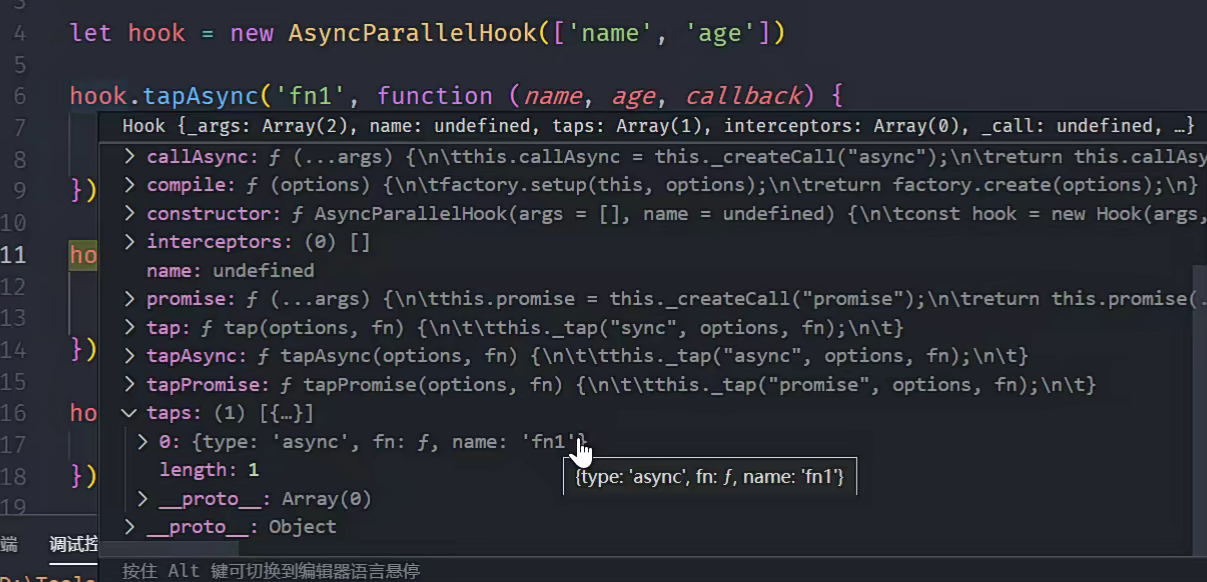 3
4 let hook = new AsyncParallelHook(['name', 'age'])
5
6 hook.tapAsync('fn1', function (name, age, callback) {
7 Hook {_args: Array(2), name: undefined, taps: Array(1), interceptors: Array(0), _call: undefined, …}
8 > callAsync: ƒ (...args) {\n\tthis.callAsync = this._createCall("async");\n\treturn this.callAsy
9 }) > compile: ƒ (options) {\n\tfactory.setup(this, options);\n\treturn factory.create(options);\n}
10 > constructor: ƒ AsyncParallelHook(args = [], name = undefined) {\n\tconst hook = new Hook(args,
11 ho > interceptors: (0) []
12 name: undefined
13 > promise: ƒ (...args) {\n\tthis.promise = this._createCall("promise");\n\treturn this.promise(.
> tap: ƒ tap(options, fn) {\n\t\tthis._tap("sync", options, fn);\n\t}
14 }) > tapAsync: ƒ tapAsync(options, fn) {\n\t\tthis._tap("async", options, fn);\n\t}
15 > tapPromise: ƒ tapPromise(options, fn) {\n\t\tthis._tap("promise", options, fn);\n\t}
16 ho ∨ taps: (1) [{…}]
17 > 0: {type: 'async', fn: ƒ, name: 'fn1'}
18 }) length: 1
{type: 'async', fn: ƒ, name: 'fn1'}
19 > __proto__: Array(0)
> __proto__: Object
端 调试控
按住 Alt 键可切换到编辑器语言悬停